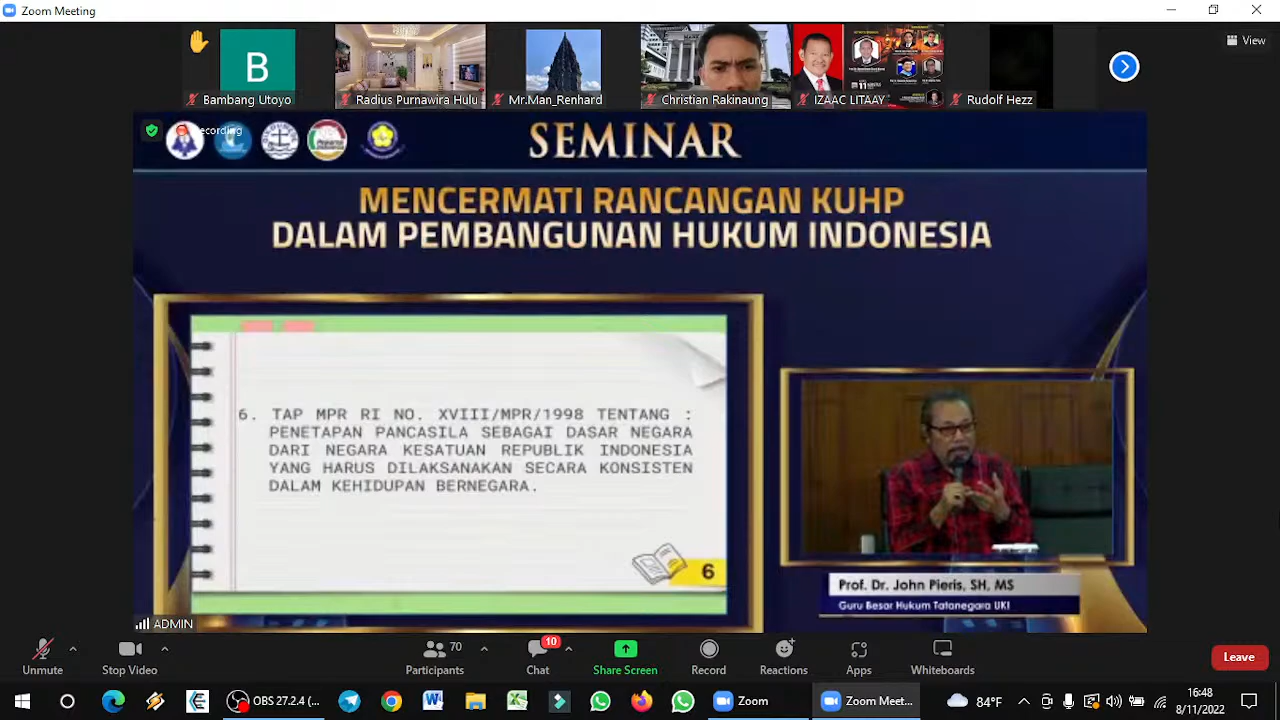 Zoom Meeting
View
B
Bambang Utoyo
Radius Purnawira Hulu
Mr.Man_Renhard
Christian Rakinaung
IZAAC LITAAY
Rudolf Hezz
Recording
SEMINAR
MENCERMATI RANCANGAN KUHP
DALAM PEMBANGUNAN HUKUM INDONESIA
6. TAP MPR RI NO. XVIII/MPR/1998 TENTANG :
PENETAPAN PANCASILA SEBAGAI DASAR NEGARA
DARI NEGARA KESATUAN REPUBLIK INDONESIA
YANG HARUS DILAKSANAKAN SECARA KONSISTEN
DALAM KEHIDUPAN BERNEGARA.
6
Prof. Dr. John Pieris, SH, MS
Guru Besar Hukum Tatanegara UKI
ADMIN
Unmute
Stop Video
Participants
70
Chat
10
Share Screen
Record
Reactions
Apps
Whiteboards
Leave
OBS 27.2.4 (...
Zoom
Zoom Meet...
84°F
16:48
8/11/2022